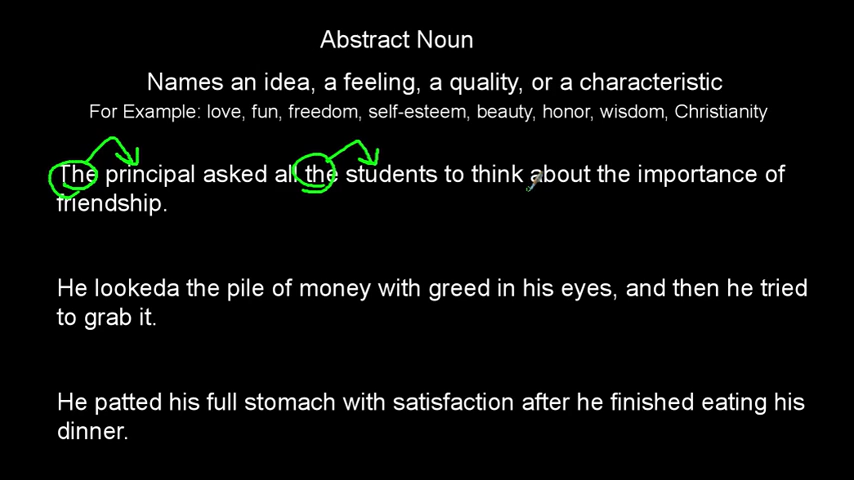 Abstract Noun
Names an idea, a feeling, a quality, or a characteristic
For Example: love, fun, freedom, self-esteem, beauty, honor, wisdom, Christianity
The principal asked all the students to think about the importance of
friendship.
He lookeda the pile of money with greed in his eyes, and then he tried
to grab it.
He patted his full stomach with satisfaction after he finished eating his
dinner.